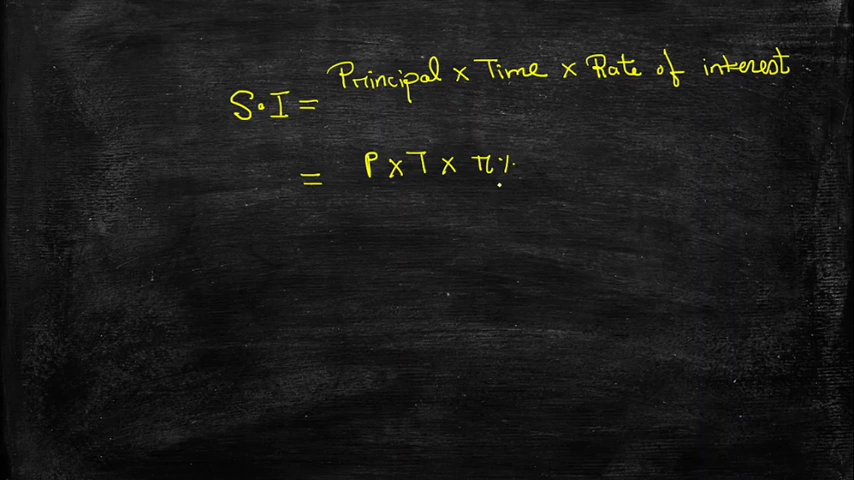 S.I = Principal x Time x Rate of interest
= P x T x r%